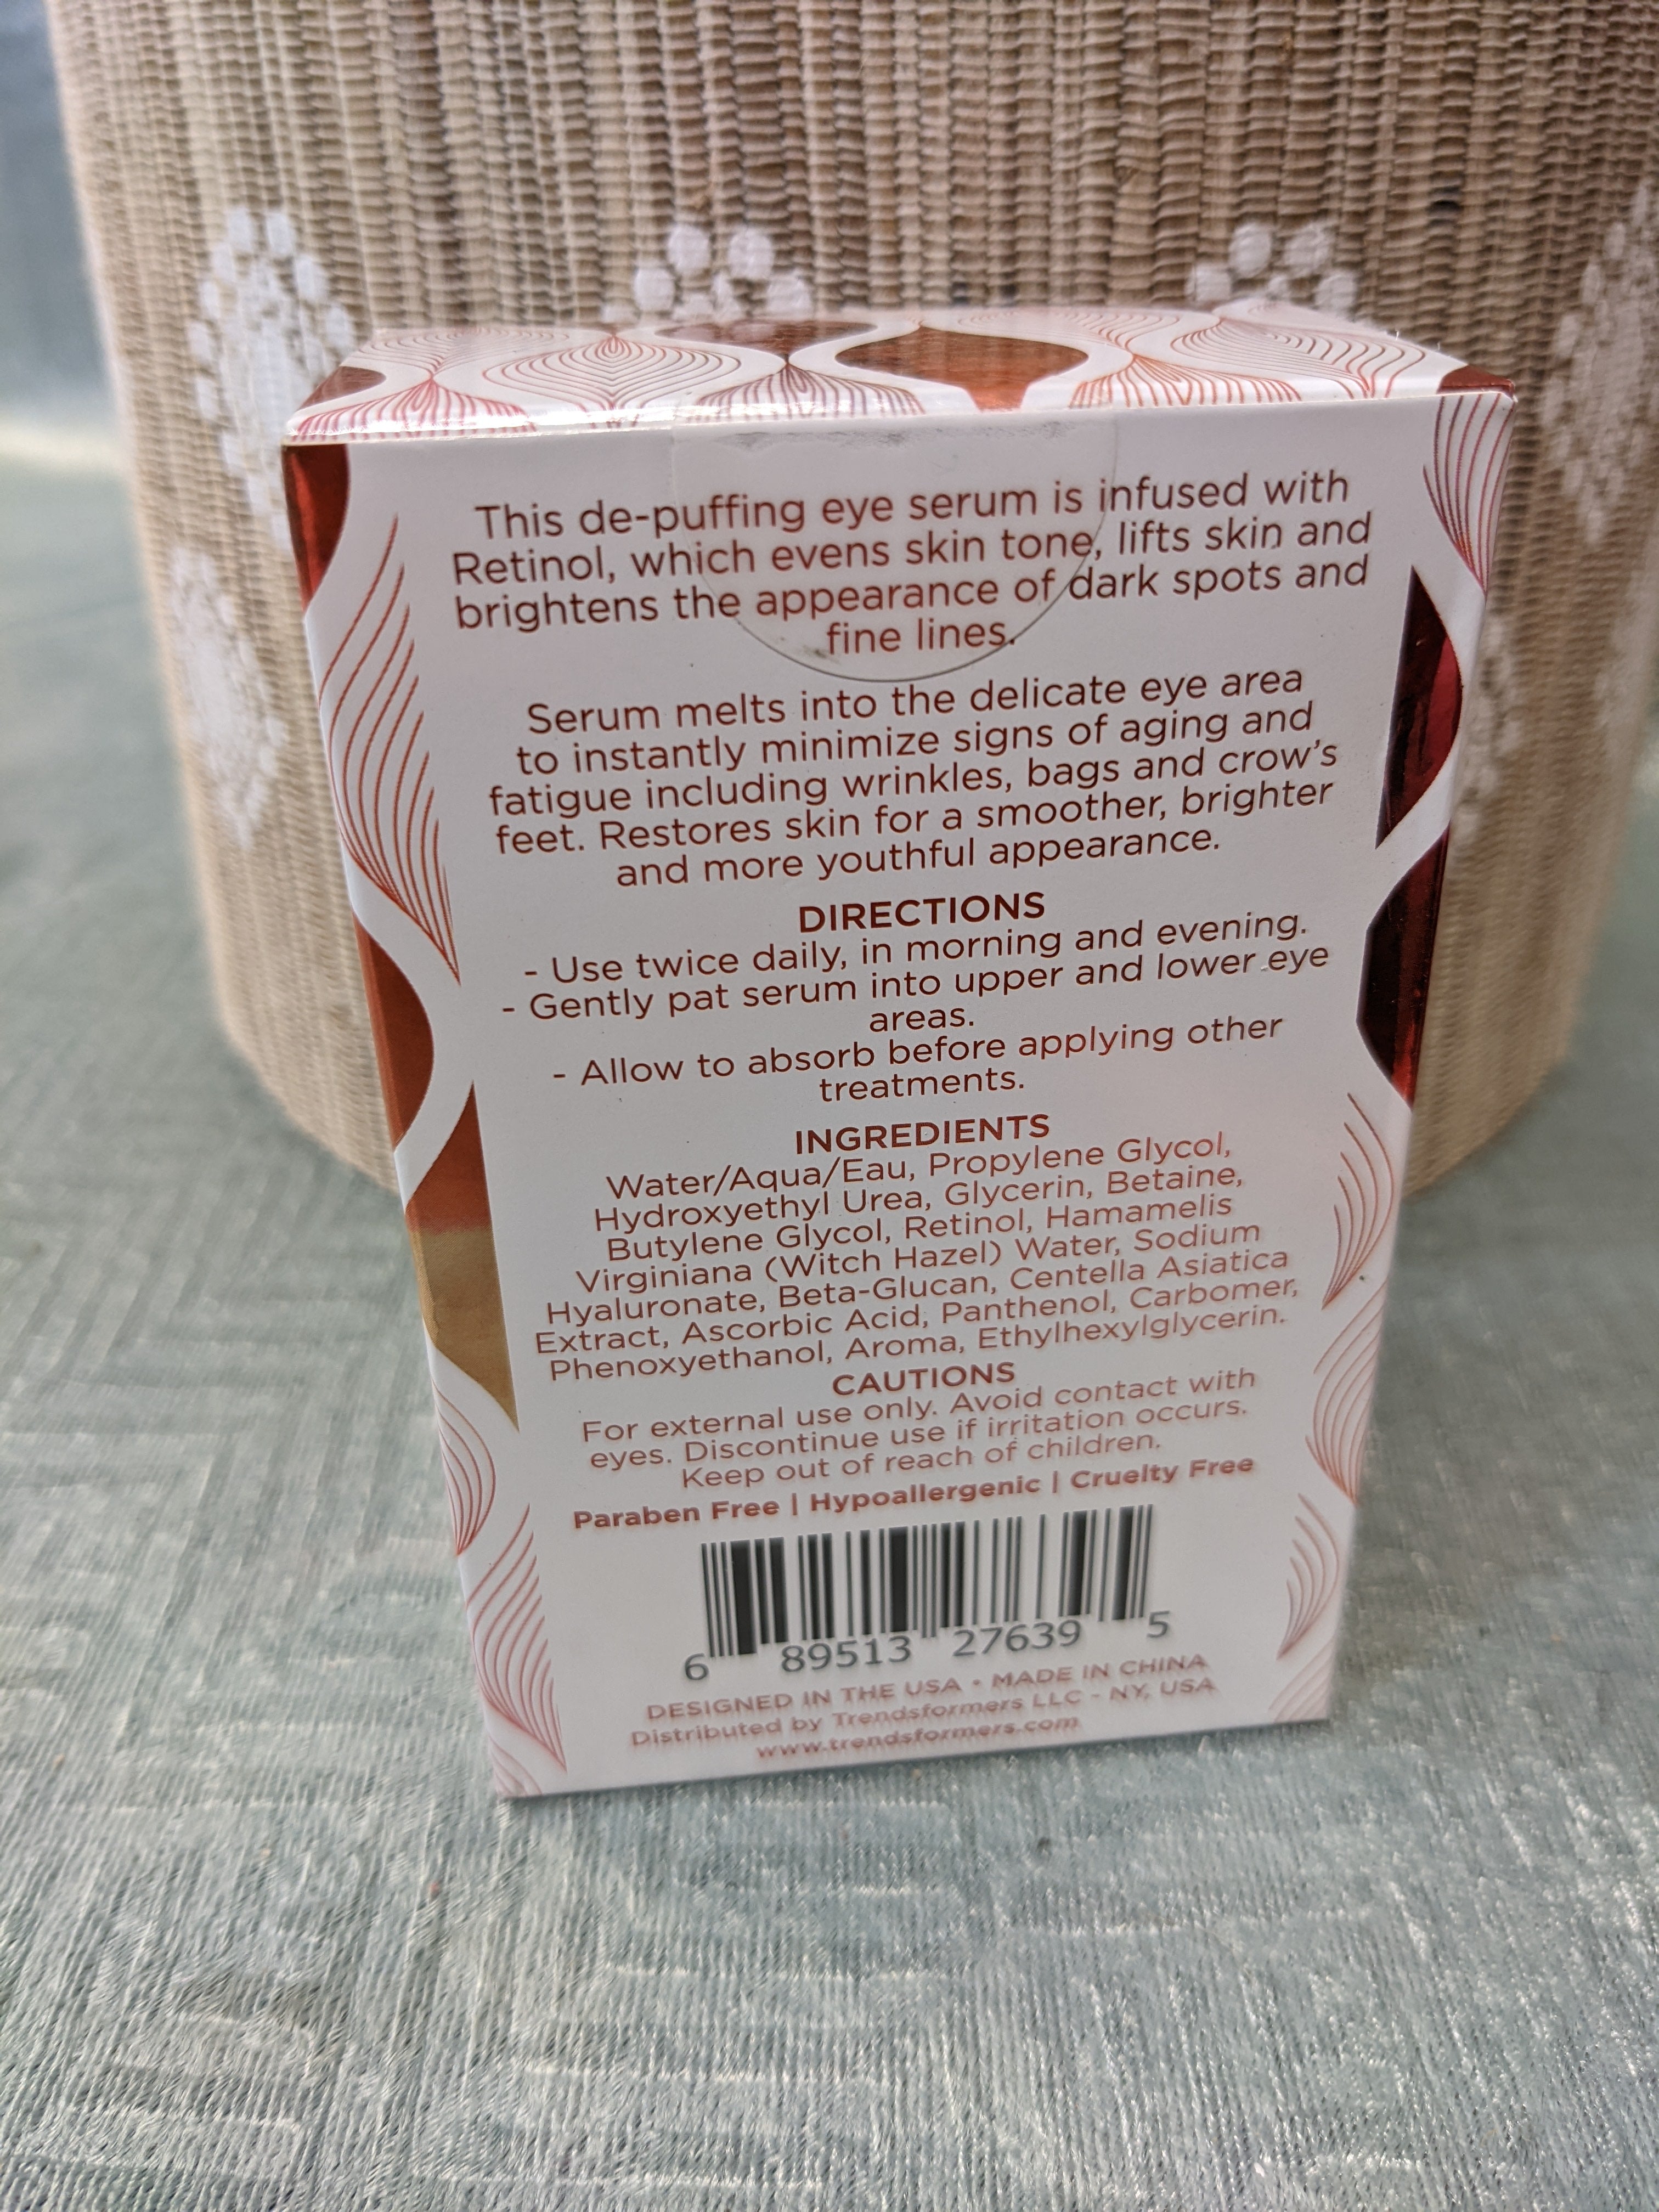 This de-puffing eye serum is infused with
Retinol, which evens skin tone, lifts skin and
brightens the appearance of dark spots and
fine lines.
Serum melts into the delicate eye area
to instantly minimize signs of aging and
fatigue including wrinkles, bags and crow's
feet. Restores skin for a smoother, brighter
and more youthful appearance.
DIRECTIONS
- Use twice daily, in morning and evening.
- Gently pat serum into upper and lower eye
areas.
- Allow to absorb before applying other
treatments.
INGREDIENTS
Water/Aqua/Eau, Propylene Glycol,
Hydroxyethyl Urea, Glycerin, Betaine,
Butylene Glycol, Retinol, Hamamelis
Virginiana (Witch Hazel) Water, Sodium
Hyaluronate, Beta-Glucan, Centella Asiatica
Extract, Ascorbic Acid, Panthenol, Carbomer,
Phenoxyethanol, Aroma, Ethylhexylglycerin.
CAUTIONS
For external use only. Avoid contact with
eyes. Discontinue use if irritation occurs.
Keep out of reach of children.
Paraben Free | Hypoallergenic | Cruelty Free
6 89513 27639 5
DESIGNED IN THE USA • MADE IN CHINA
Distributed by Trendsformers LLC - NY, USA
www.trendsformers.com